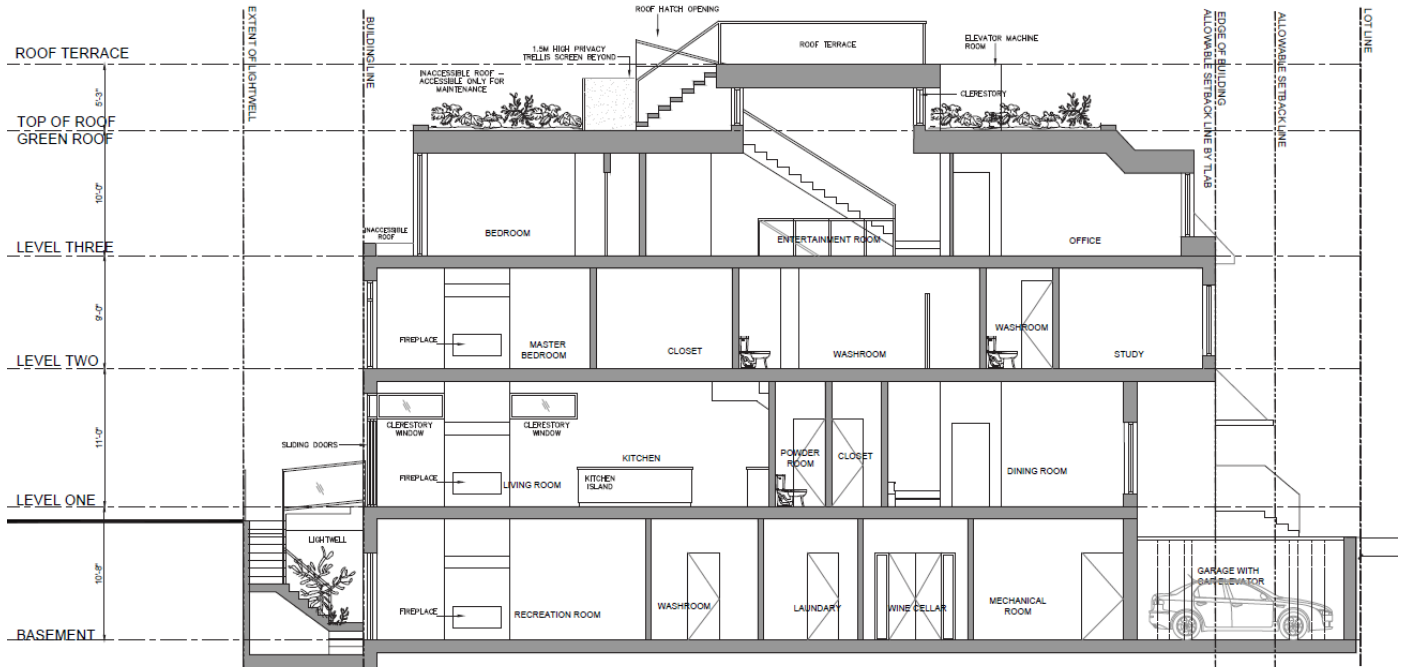 ROOF HATCH OPENING
EXTENT OF LIGHTWELL
BUILDING LINE
EDGE OF BUILDING
ALLOWABLE SETBACK LINE BY TLAB
ALLOWABLE SETBACK LINE
LOT LINE
ROOF TERRACE
1.5M HIGH PRIVACY
TRELLIS SCREEN BEYOND
ROOF TERRACE
ELEVATOR MACHINE
ROOM
INACCESSIBLE ROOF –
ACCESSIBLE ONLY FOR
MAINTENANCE
CLERESTORY
5'-3"
TOP OF ROOF
GREEN ROOF
10'-0"
INACCESSIBLE
ROOF
BEDROOM
ENTERTAINMENT ROOM
OFFICE
LEVEL THREE
9'-0"
FIREPLACE
MASTER
BEDROOM
CLOSET
WASHROOM
WASHROOM
STUDY
LEVEL TWO
11'-0"
CLERESTORY
WINDOW
CLERESTORY
WINDOW
SLIDING DOORS
KITCHEN
POWDER
ROOM
CLOSET
DINING ROOM
FIREPLACE
LIVING ROOM
KITCHEN
ISLAND
LEVEL ONE
10'-8"
LIGHTWELL
GARAGE WITH
CAR ELEVATOR
FIREPLACE
RECREATION ROOM
WASHROOM
LAUNDARY
WINE CELLAR
MECHANICAL
ROOM
BASEMENT